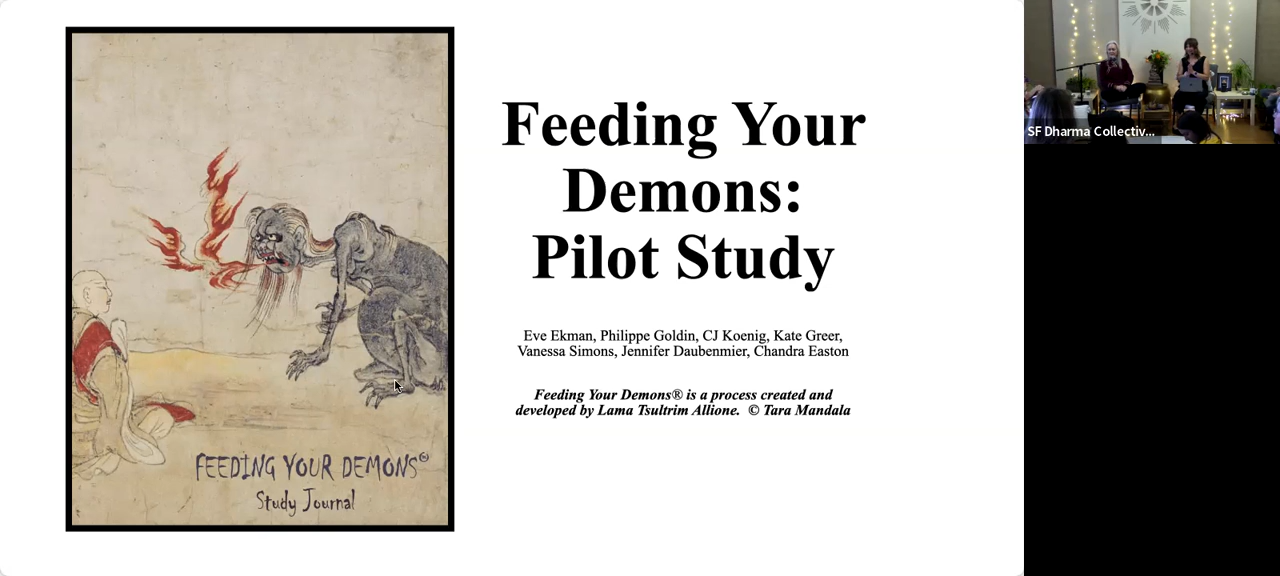 FEEDING YOUR DEMONS®
Study Journal
Feeding Your
Demons:
Pilot Study
Eve Ekman, Philippe Goldin, CJ Koenig, Kate Greer,
Vanessa Simons, Jennifer Daubenmier, Chandra Easton
Feeding Your Demons® is a process created and
developed by Lama Tsultrim Allione.  © Tara Mandala
SF Dharma Collectiv...